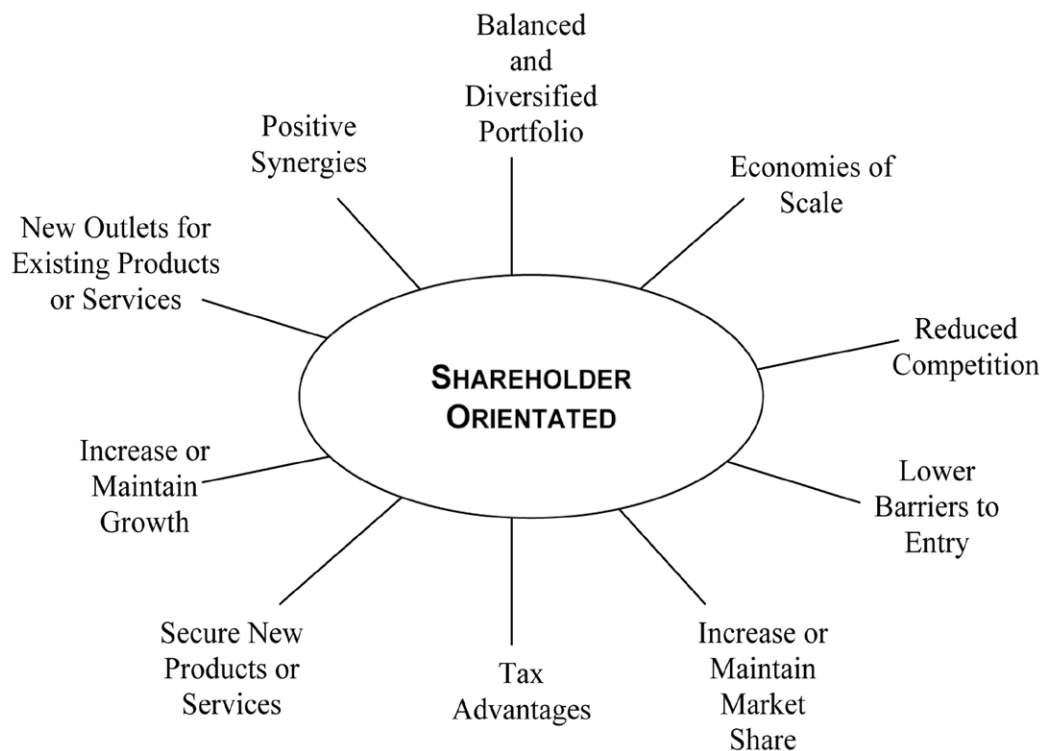 Balanced
and
Diversified
Portfolio
Positive
Synergies
Economies of
Scale
New Outlets for
Existing Products
or Services
Reduced
Competition
SHAREHOLDER
ORIENTATED
Increase or
Maintain
Growth
Lower
Barriers to
Entry
Secure New
Products or
Services
Tax
Advantages
Increase or
Maintain
Market
Share